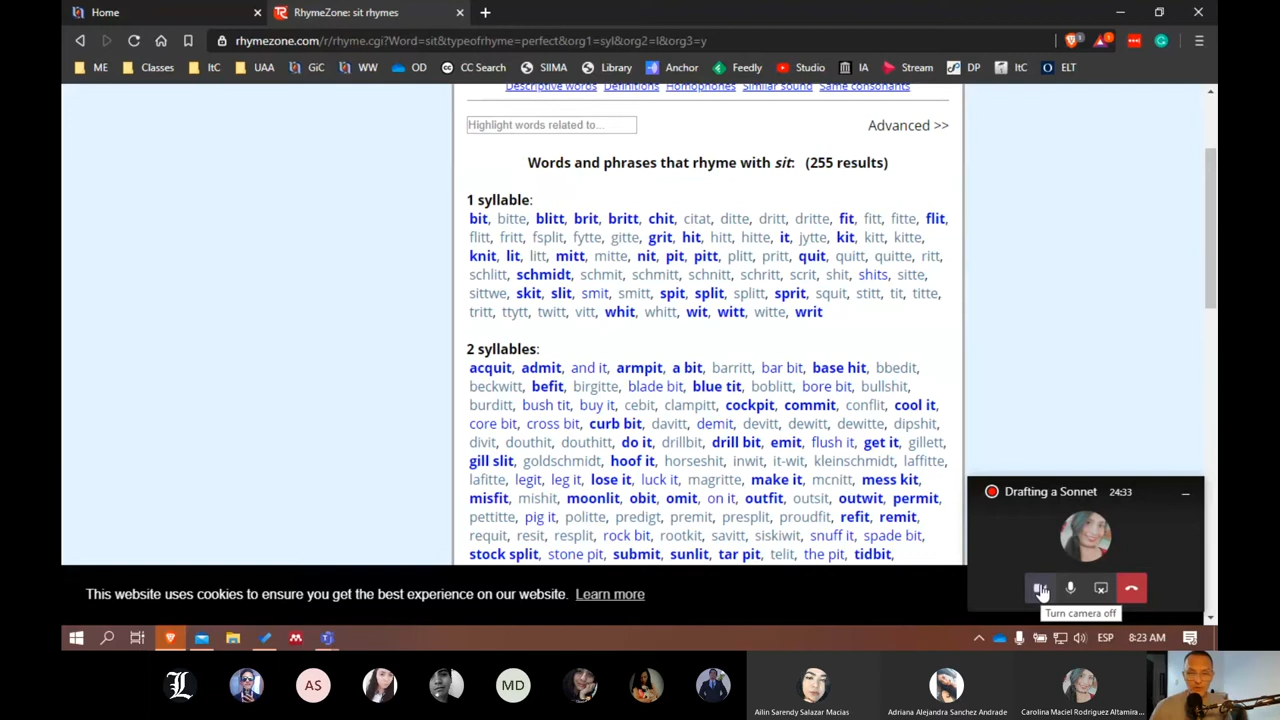 Home
RhymeZone: sit rhymes
rhymezone.com/r/rhyme.cgi?Word=sit&typeofrhyme=perfect&org1=syl&org2=l&org3=y
ME Classes ItC UAA GiC WW OD CC Search SIIMA Library Anchor Feedly Studio IA Stream DP ItC ELT
Descriptive words Definitions Homophones Similar sound Same consonants
Highlight words related to... Advanced >>
Words and phrases that rhyme with sit: (255 results)
1 syllable:
bit, bitte, blitt, brit, britt, chit, citat, ditte, dritt, dritte, fit, fitt, fitte, flit,
flitt, fritt, fsplit, fytte, gitte, grit, hit, hitt, hitte, it, jytte, kit, kitt, kitte,
knit, lit, litt, mitt, mitte, nit, pit, pitt, plitt, pritt, quit, quitt, quitte, ritt,
schlitt, schmidt, schmit, schmitt, schnitt, schritt, scrit, shit, shits, sitte,
sittwe, skit, slit, smit, smitt, spit, split, splitt, sprit, squit, stitt, tit, titte,
tritt, ttytt, twitt, vitt, whit, whitt, wit, witt, witte, writ
2 syllables:
acquit, admit, and it, armpit, a bit, barritt, bar bit, base hit, bbedit,
beckwitt, befit, birgitte, blade bit, blue tit, boblitt, bore bit, bullshit,
burditt, bush tit, buy it, cebit, clampitt, cockpit, commit, conflit, cool it,
core bit, cross bit, curb bit, davitt, demit, devitt, dewitt, dewitte, dipshit,
divit, douthit, douthitt, do it, drillbit, drill bit, emit, flush it, get it, gillett,
gill slit, goldschmidt, hoof it, horseshit, inwit, it-wit, kleinschmidt, laffitte,
lafitte, legit, leg it, lose it, luck it, magritte, make it, mcnitt, mess kit,
misfit, mishit, moonlit, obit, omit, on it, outfit, outsit, outwit, permit,
pettitte, pig it, politte, predigt, premit, presplit, proudfit, refit, remit,
requit, resit, resplit, rock bit, rootkit, savitt, siskiwit, snuff it, spade bit,
stock split, stone pit, submit, sunlit, tar pit, telit, the pit, tidbit,
Drafting a Sonnet 24:33
Turn camera off
This website uses cookies to ensure you get the best experience on our website. Learn more
ESP 8:23 AM
L AS MD
Ailin Sarendy Salazar Macias Adriana Alejandra Sanchez Andrade Carolina Maciel Rodriguez Altamira...